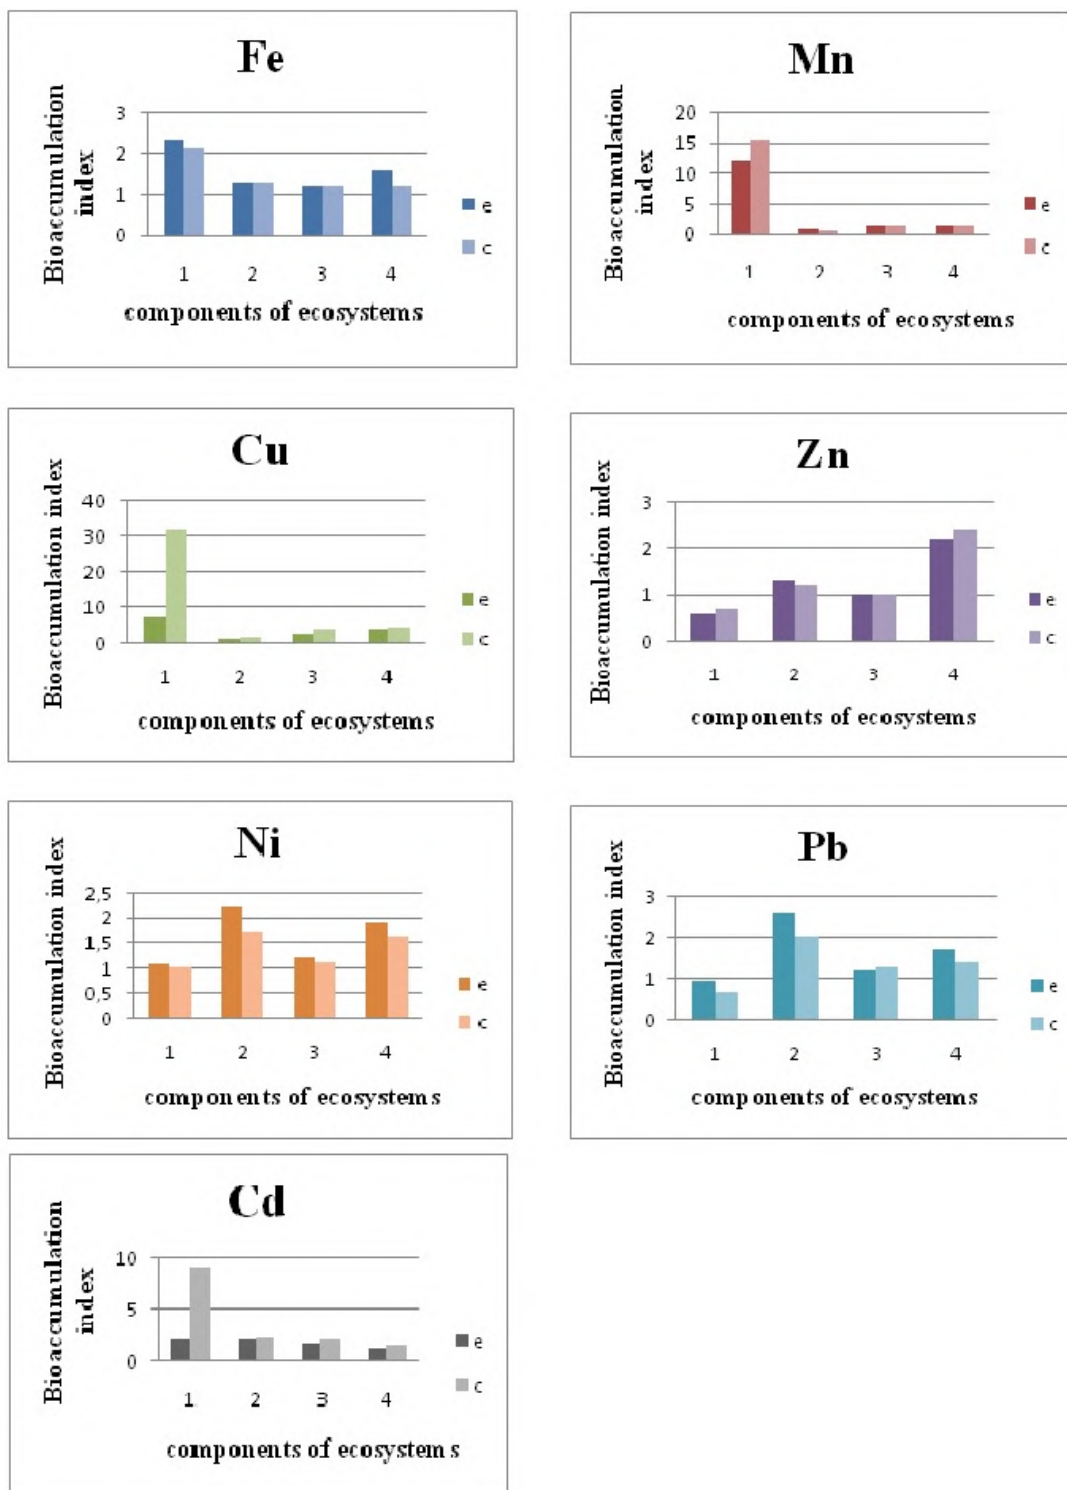 Fe
Bioaccumulation
index
3
2
1
0
e
c
1 2 3 4
components of ecosystems
Mn
Bioaccumulation
index
20
15
10
5
0
e
c
1 2 3 4
components of ecosystems
Cu
Bioaccumulation index
40
30
20
10
0
e
c
1 2 3 4
components of ecosystems
Zn
Bioaccumulation index
3
2
1
0
e
c
1 2 3 4
components of ecosystems
Ni
Bioaccumulation index
2,5
2
1,5
1
0,5
0
e
c
1 2 3 4
components of ecosystems
Pb
Bioaccumulation index
3
2
1
0
e
c
1 2 3 4
components of ecosystems
Cd
Bioaccumulation
index
10
5
0
e
c
1 2 3 4
components of ecosystems